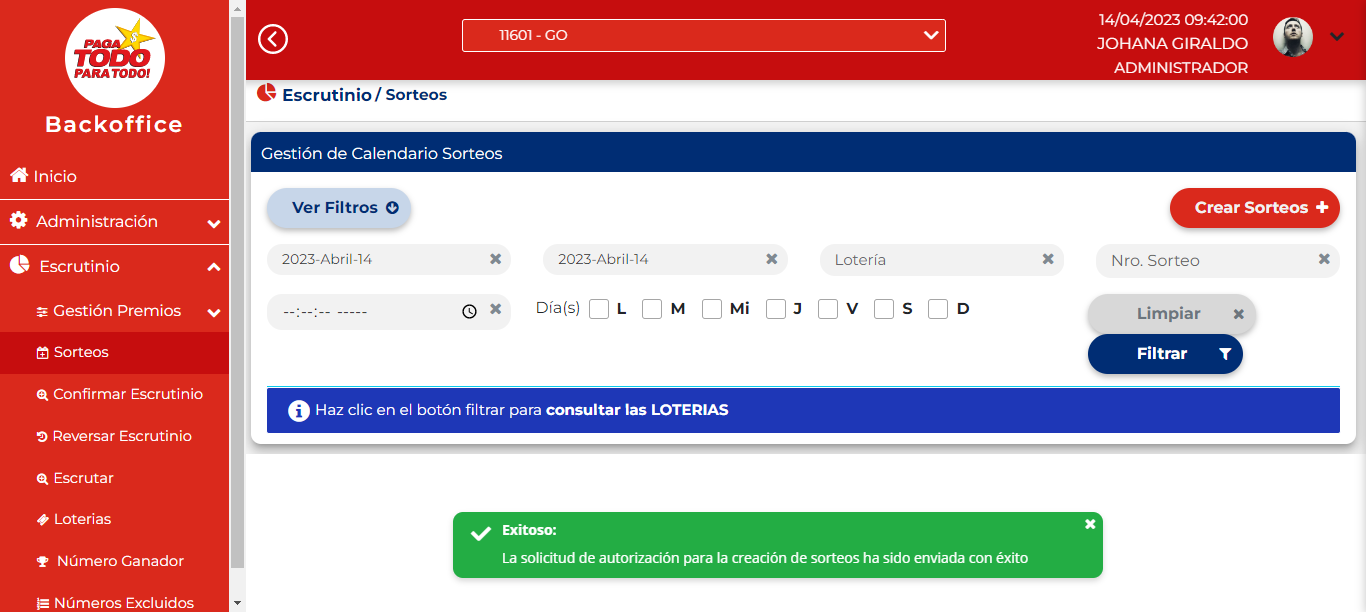 PAGA
TODO
PARA TODO!
Backoffice
Inicio
Administración
Escrutinio
Gestión Premios
Sorteos
Confirmar Escrutinio
Reversar Escrutinio
Escrutar
Loterias
Número Ganador
Números Excluidos
11601 - GO
14/04/2023 09:42:00
JOHANA GIRALDO
ADMINISTRADOR
Escrutinio / Sorteos
Gestión de Calendario Sorteos
Ver Filtros
Crear Sorteos
2023-Abril-14
2023-Abril-14
Lotería
Nro. Sorteo
--:--:-- -----
Día(s) L M Mi J V S D
Limpiar
Filtrar
Haz clic en el botón filtrar para consultar las LOTERIAS
Exitoso:
La solicitud de autorización para la creación de sorteos ha sido enviada con éxito